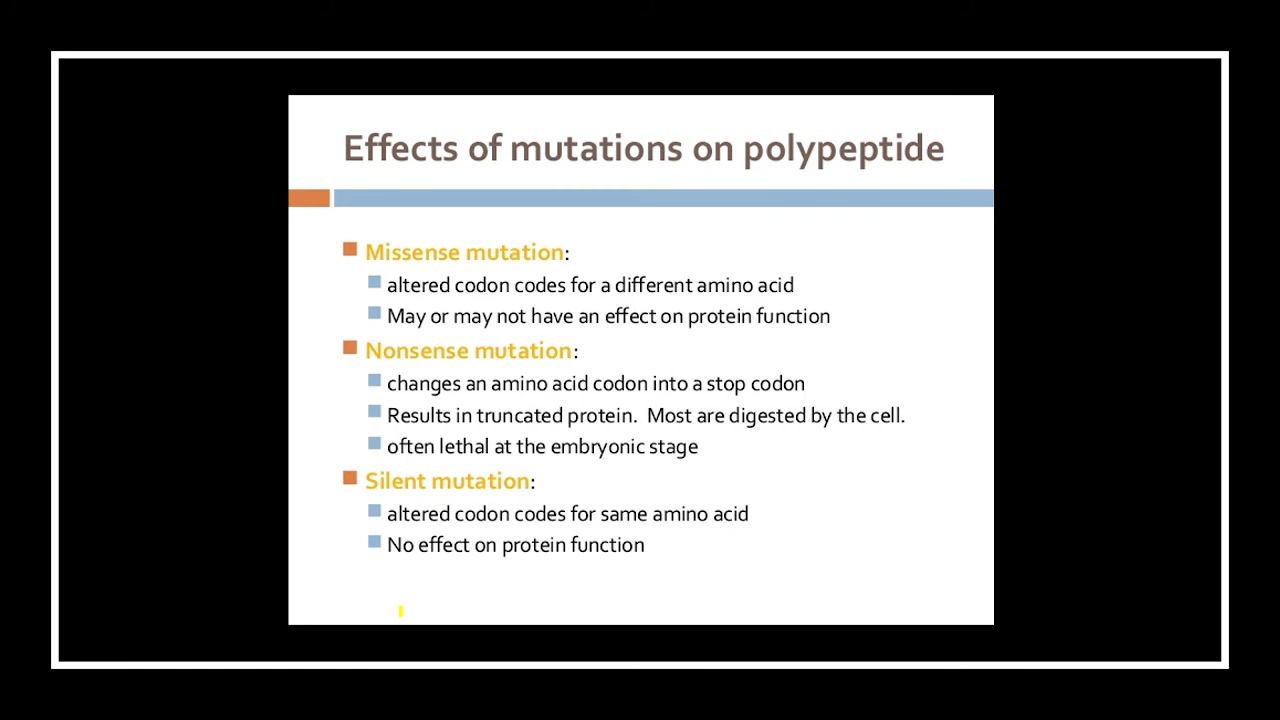 Effects of mutations on polypeptide
Missense mutation:
altered codon codes for a different amino acid
May or may not have an effect on protein function
Nonsense mutation:
changes an amino acid codon into a stop codon
Results in truncated protein.  Most are digested by the cell.
often lethal at the embryonic stage
Silent mutation:
altered codon codes for same amino acid
No effect on protein function